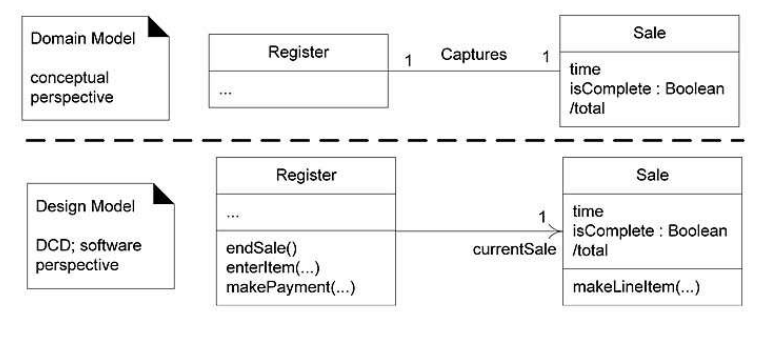 Domain Model
conceptual
perspective
Register
...
1 Captures 1
Sale
time
isComplete : Boolean
/total
Design Model
DCD; software
perspective
Register
...
endSale()
enterItem(...)
makePayment(...)
1
currentSale
Sale
time
isComplete : Boolean
/total
makeLineItem(...)